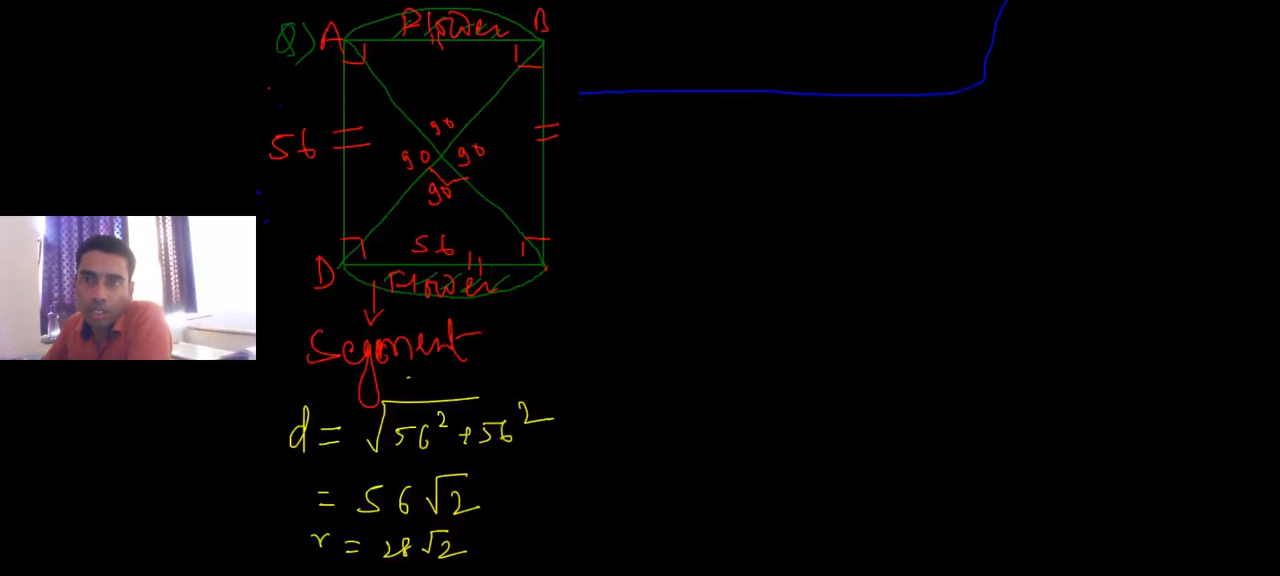 Q) A Flower B
56
90
90 90
90
56
D Flower
Segment
d = √56² + 56²
= 56√2
r = 28√2